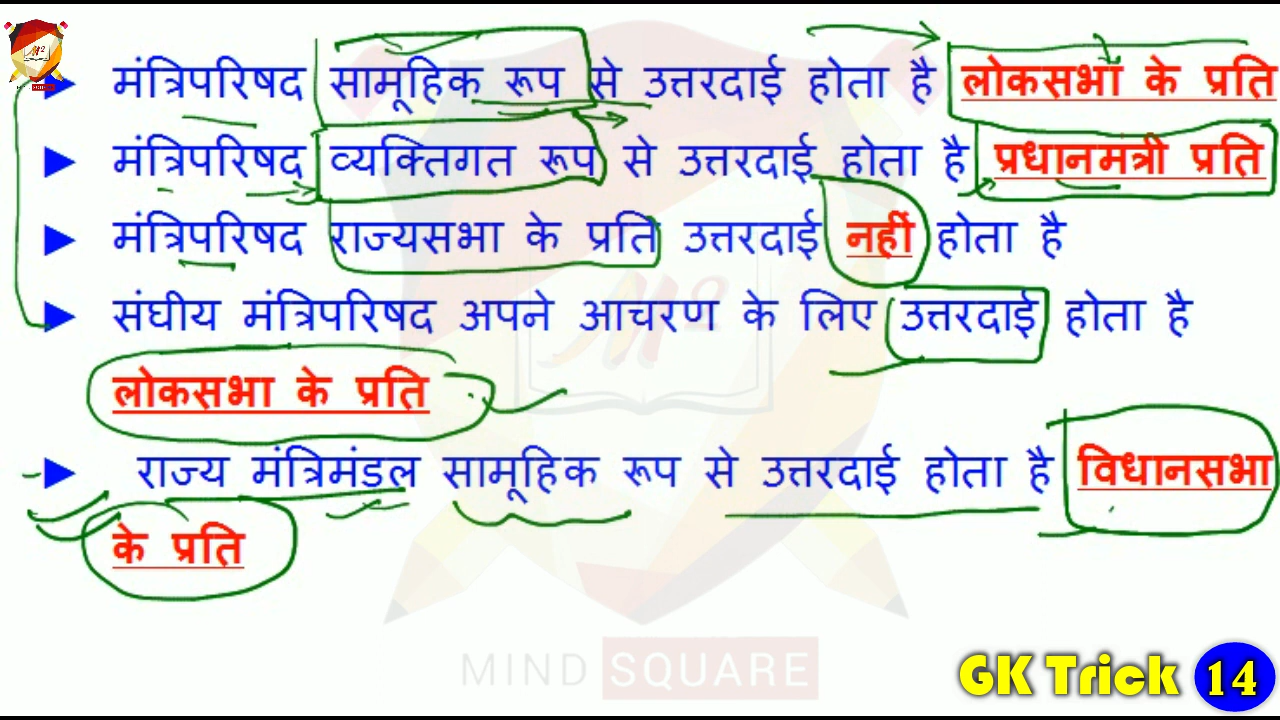 मंत्रिपरिषद सामूहिक रूप से उत्तरदाई होता है लोकसभा के प्रति
मंत्रिपरिषद व्यक्तिगत रूप से उत्तरदाई होता है प्रधानमंत्री प्रति
मंत्रिपरिषद राज्यसभा के प्रति उत्तरदाई नहीं होता है
संघीय मंत्रिपरिषद अपने आचरण के लिए उत्तरदाई होता है
लोकसभा के प्रति
राज्य मंत्रिमंडल सामूहिक रूप से उत्तरदाई होता है विधानसभा
के प्रति
MIND SQUARE
GK Trick 14